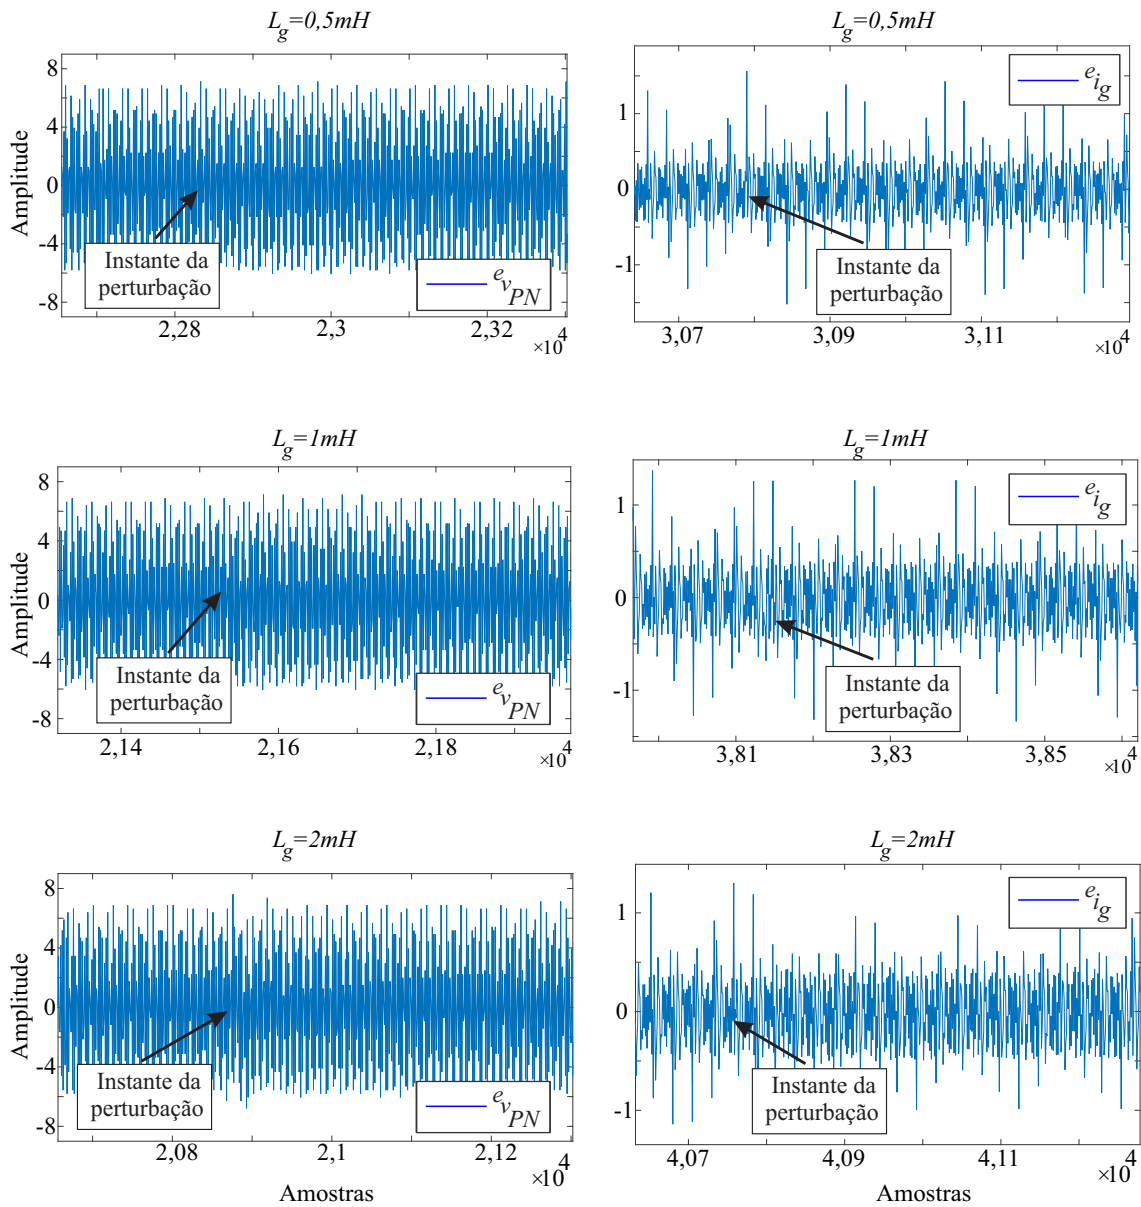 L_g=0,5mH
8
4
0
-4
-8
Amplitude
Instante da
perturbação
e_v_PN
2,28
2,3
2,32
×10^4
L_g=0,5mH
1
0
-1
e_i_g
Instante da
perturbação
3,07
3,09
3,11
×10^4
L_g=1mH
8
4
0
-4
-8
Amplitude
Instante da
perturbação
e_v_PN
2,14
2,16
2,18
×10^4
L_g=1mH
1
0
-1
e_i_g
Instante da
perturbação
3,81
3,83
3,85
×10^4
L_g=2mH
8
4
0
-4
-8
Amplitude
Instante da
perturbação
e_v_PN
2,08
2,1
2,12
×10^4
Amostras
L_g=2mH
1
0
-1
e_i_g
Instante da
perturbação
4,07
4,09
4,11
×10^4
Amostras